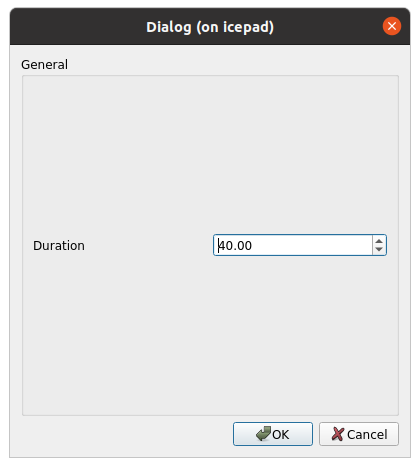 Dialog (on icepad)
General
Duration
40.00
OK
Cancel